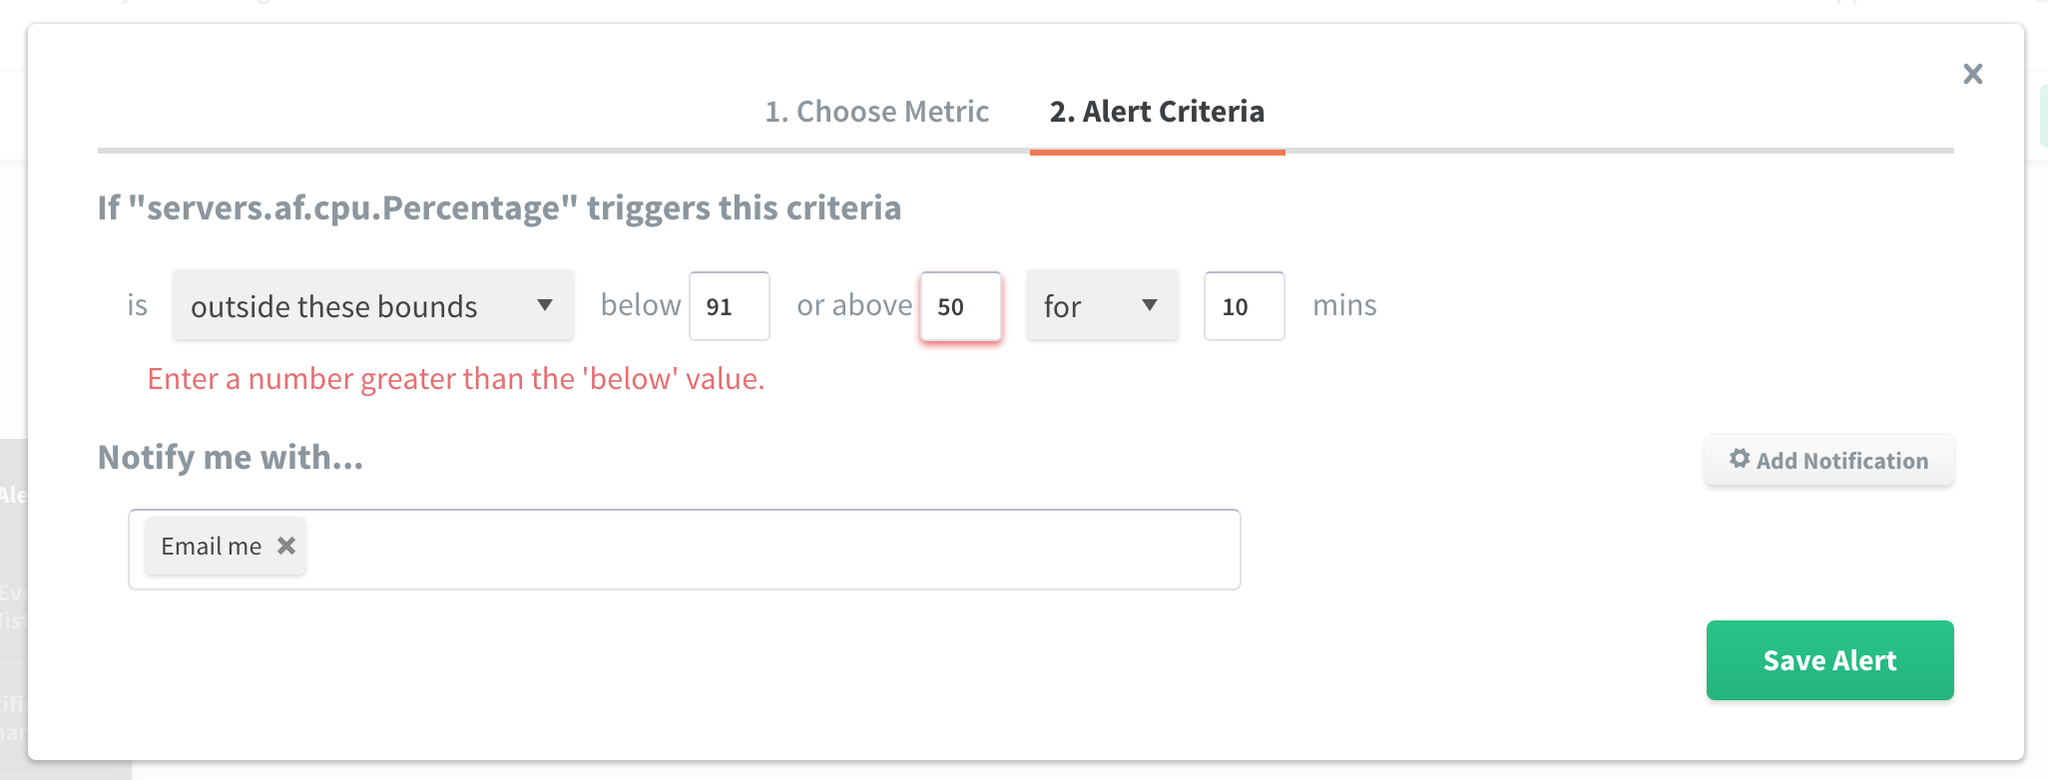 1. Choose Metric 2. Alert Criteria
If "servers.af.cpu.Percentage" triggers this criteria
is outside these bounds below 91 or above 50 for 10 mins
Enter a number greater than the 'below' value.
Notify me with...
Add Notification
Email me
Save Alert